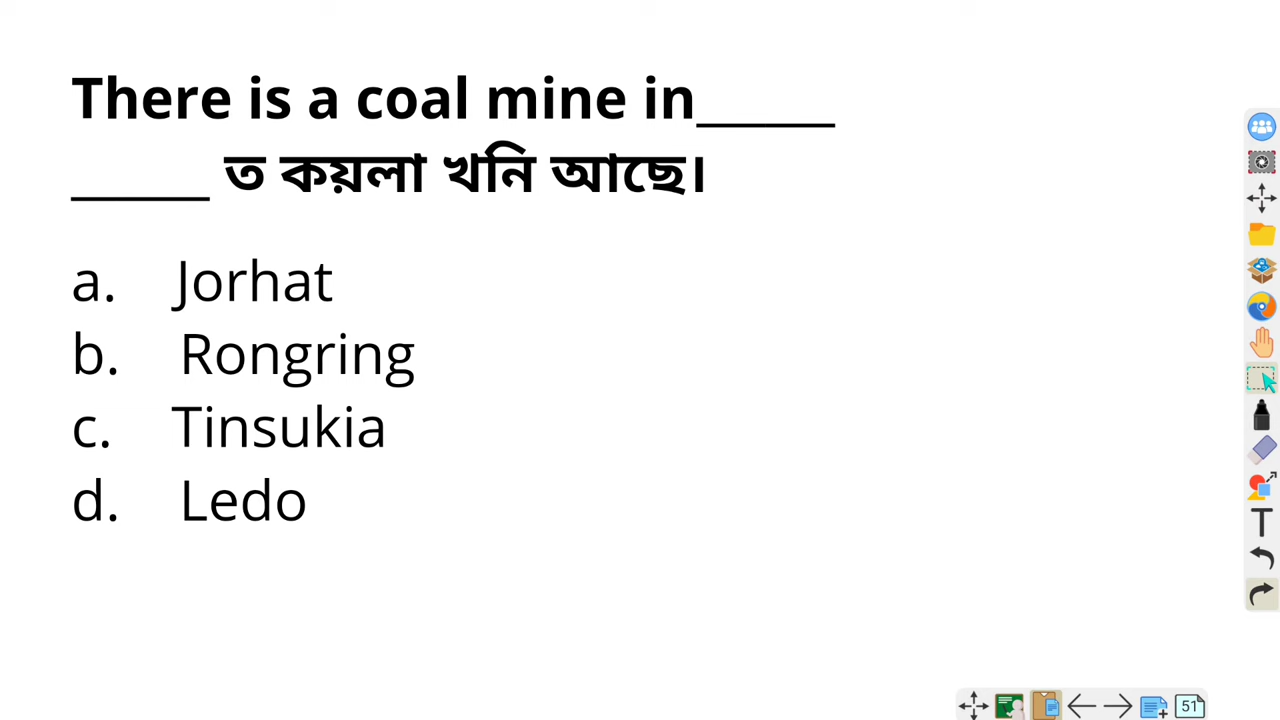 There is a coal mine in______
______ ত কয়লা খনি আছে।
a. Jorhat
b. Rongring
c. Tinsukia
d. Ledo
T
51